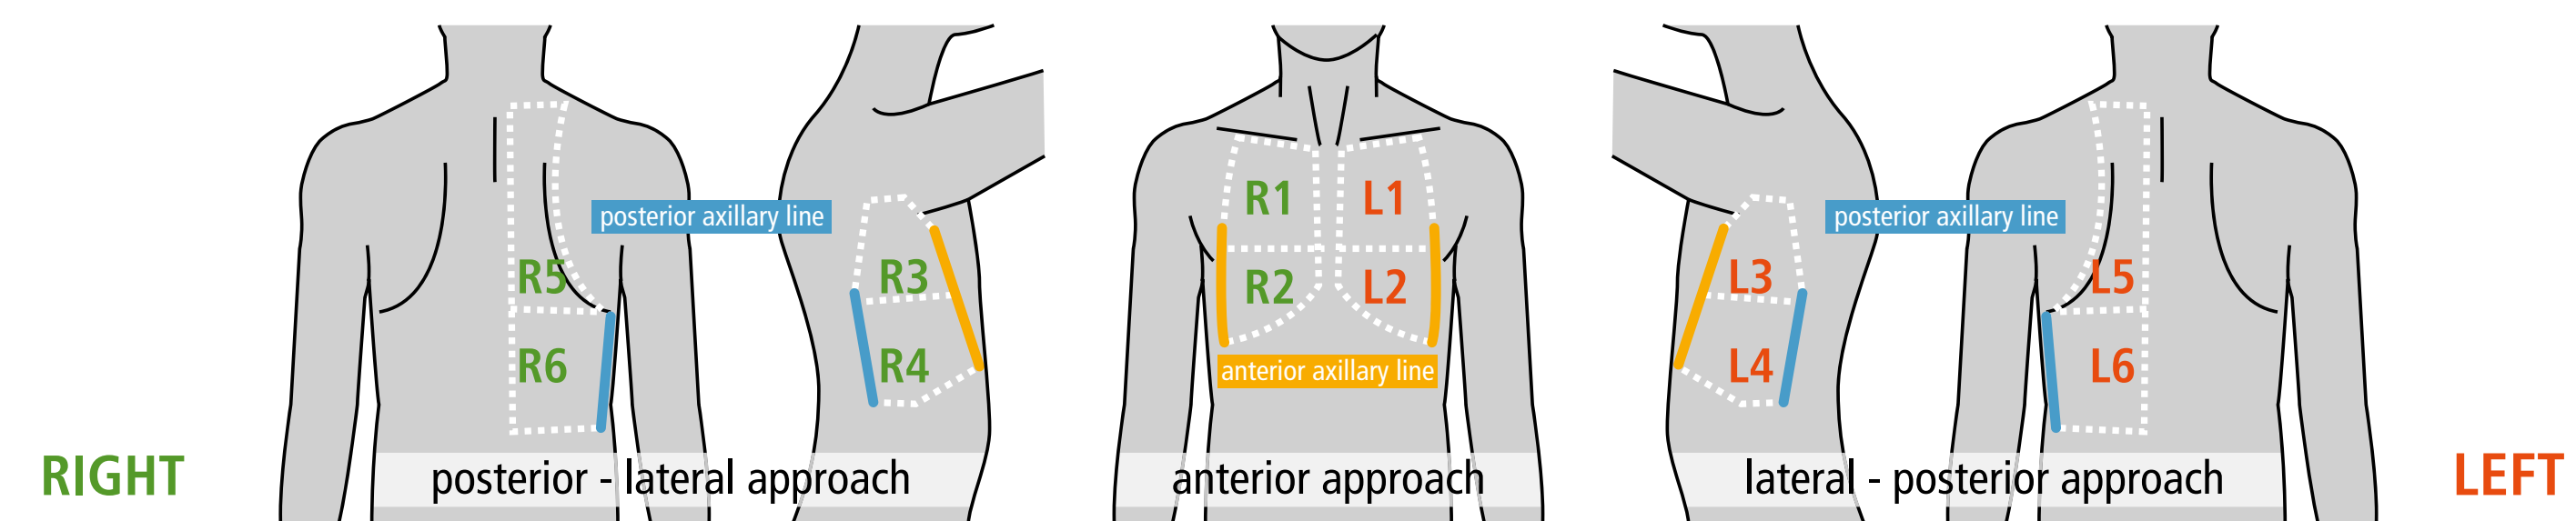 posterior axillary line
R5
R6
R3
R4
R1
L1
R2
L2
anterior axillary line
posterior axillary line
L3
L4
L5
L6
RIGHT
posterior - lateral approach
anterior approach
lateral - posterior approach
LEFT